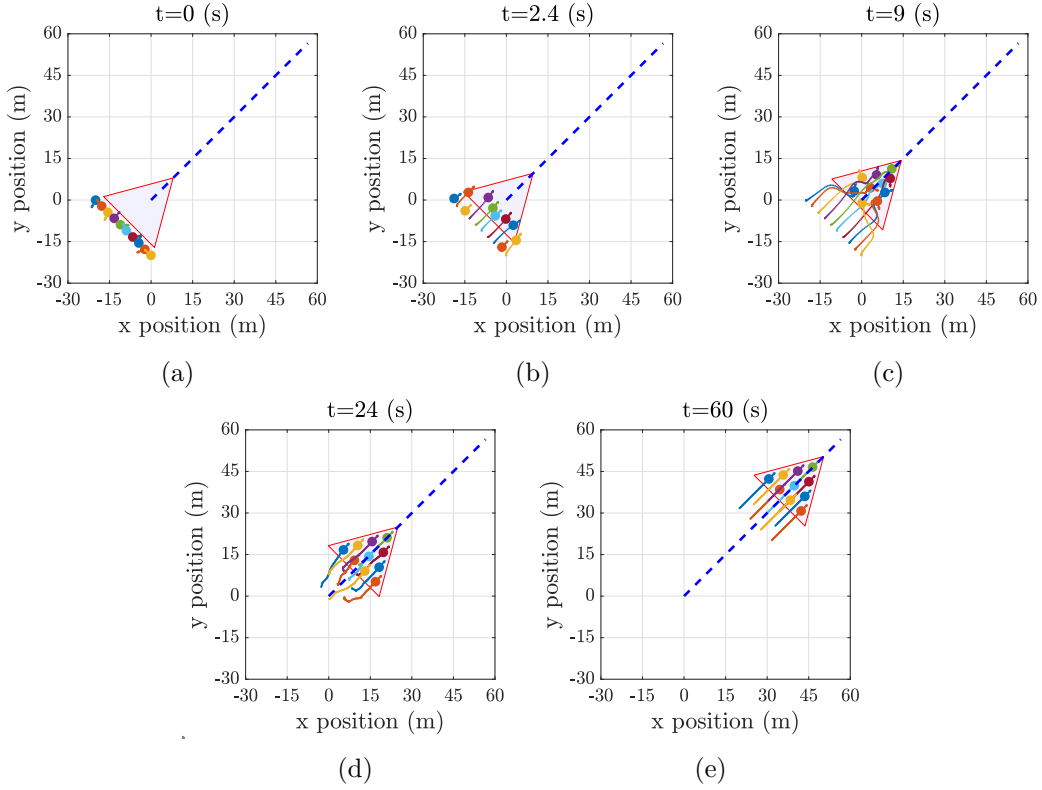 t=0 (s)
t=2.4 (s)
t=9 (s)
60
45
30
15
0
-15
-30
y position (m)
-30 -15 0 15 30 45 60
x position (m)
60
45
30
15
0
-15
-30
y position (m)
-30 -15 0 15 30 45 60
x position (m)
60
45
30
15
0
-15
-30
y position (m)
-30 -15 0 15 30 45 60
x position (m)
(a)
(b)
(c)
t=24 (s)
t=60 (s)
60
45
30
15
0
-15
-30
y position (m)
-30 -15 0 15 30 45 60
x position (m)
60
45
30
15
0
-15
-30
y position (m)
-30 -15 0 15 30 45 60
x position (m)
(d)
(e)